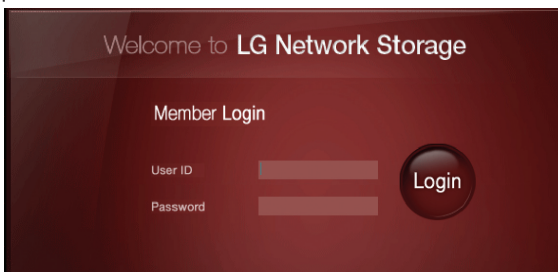 Welcome to LG Network Storage
Member Login
User ID
Login
Password